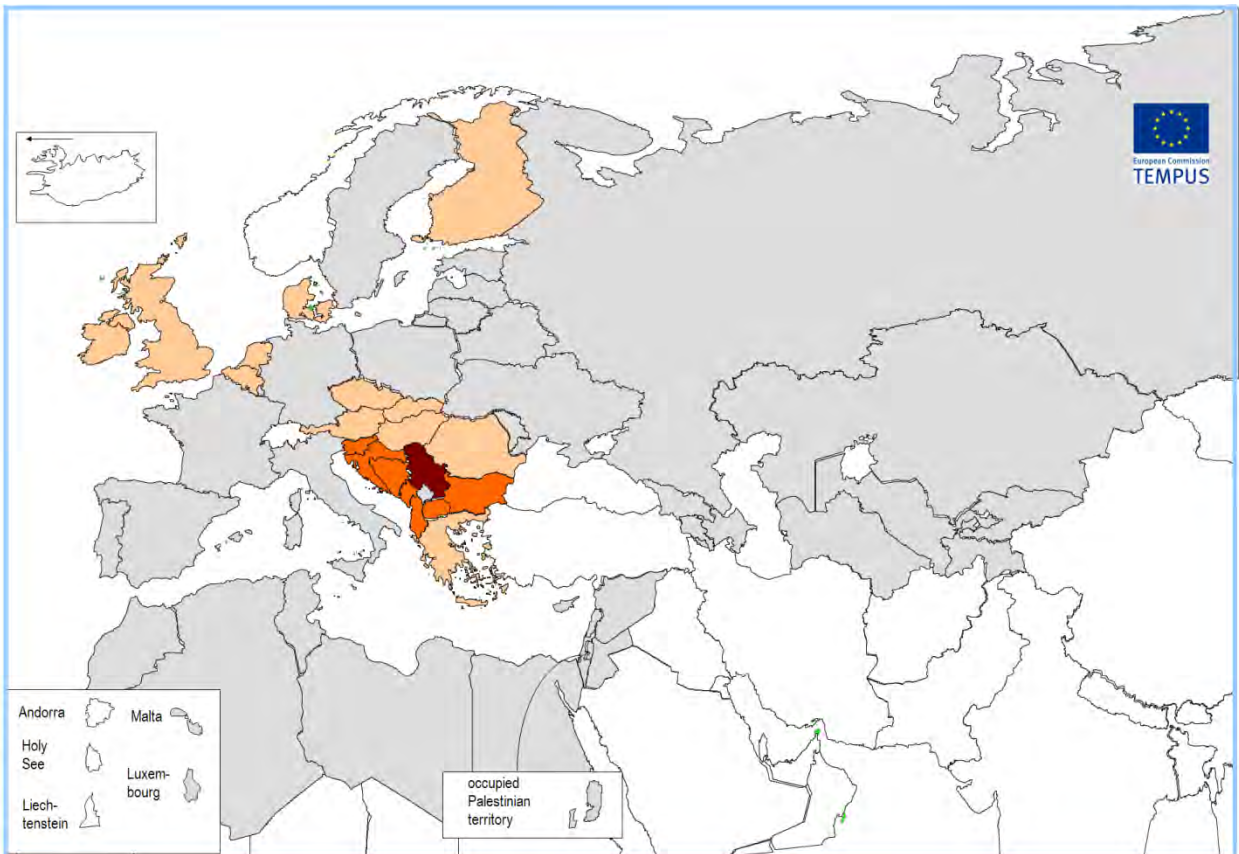 European Commission
TEMPUS
Andorra
Malta
Holy
See
Luxem-
bourg
Liech-
tenstein
occupied
Palestinian
territory